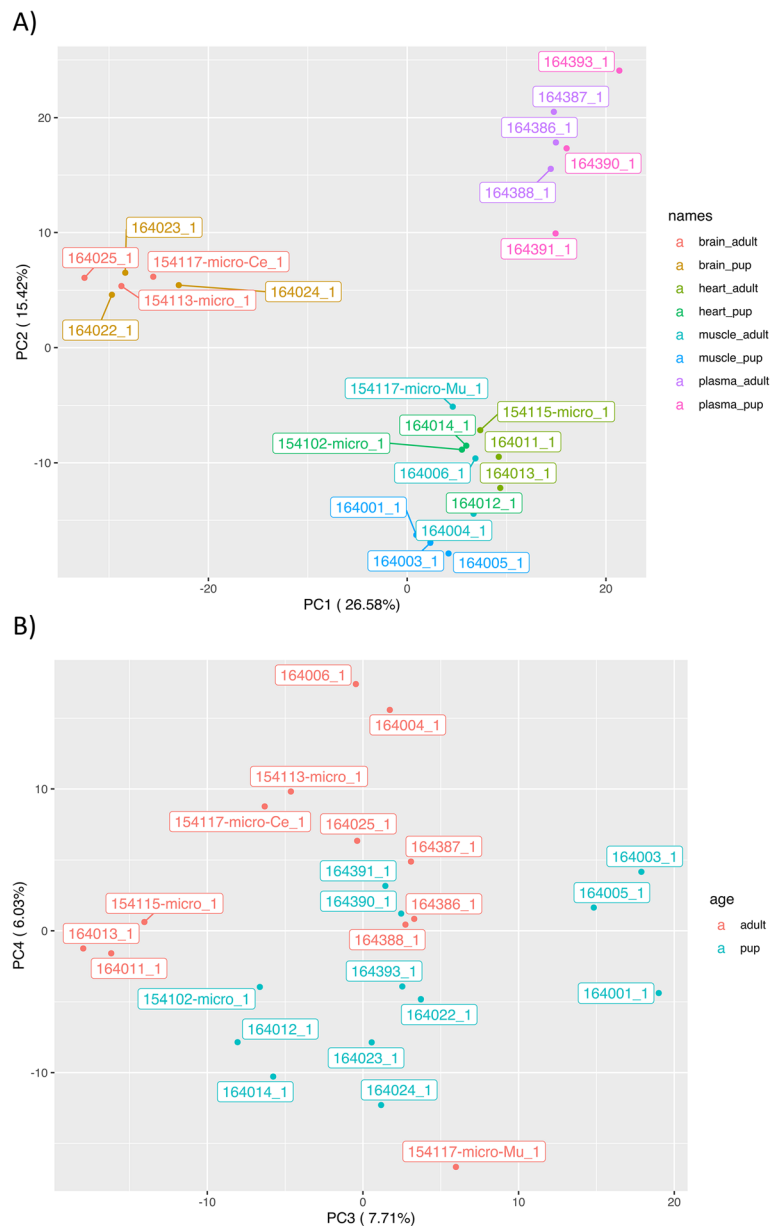 A)
164393_1
164387_1
164386_1
164390_1
164388_1
164391_1
164023_1
164025_1
154117-micro-Ce_1
154113-micro_1
164024_1
164022_1
154117-micro-Mu_1
154115-micro_1
164014_1
154102-micro_1
164011_1
164006_1
164013_1
164012_1
164001_1
164004_1
164003_1
164005_1
20
10
0
-10
PC2 ( 15.42%)
-20
0
20
PC1 ( 26.58%)
names
a brain_adult
a brain_pup
a heart_adult
a heart_pup
a muscle_adult
a muscle_pup
a plasma_adult
a plasma_pup
B)
164006_1
164004_1
154113-micro_1
154117-micro-Ce_1
164025_1
164387_1
164391_1
164003_1
164005_1
164390_1
164386_1
154115-micro_1
164013_1
164388_1
164011_1
164393_1
154102-micro_1
164001_1
164022_1
164012_1
164023_1
164014_1
164024_1
154117-micro-Mu_1
10
0
-10
PC4 ( 6.03%)
-10
0
10
20
PC3 ( 7.71%)
age
a adult
a pup